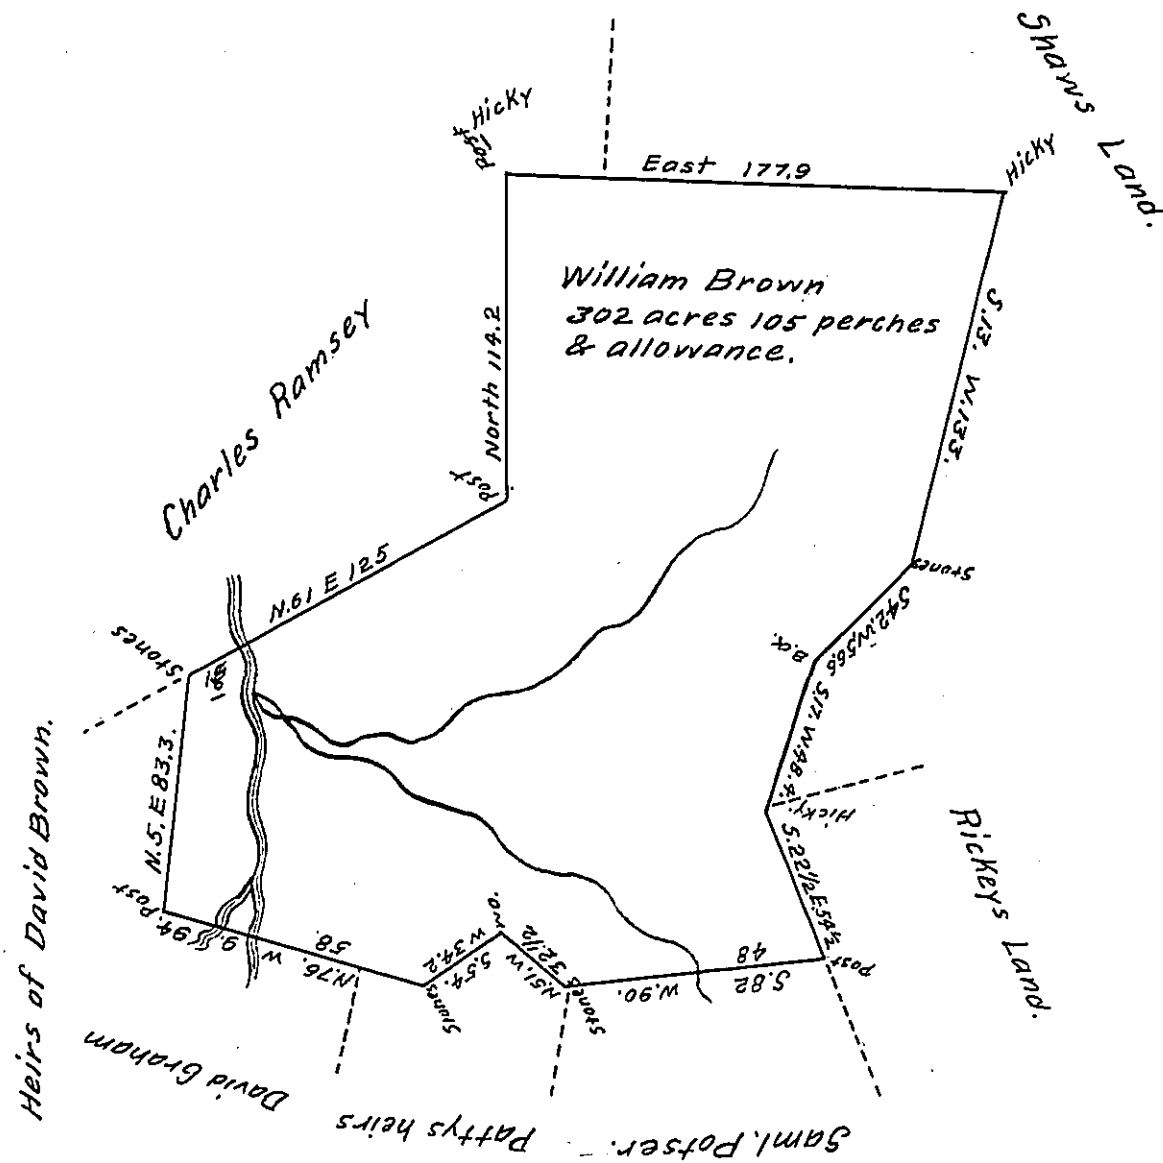 Shaws Land.
Post Hicky
East 177.9
Hicky
William Brown
302 acres 105 perches
& allowance.
North 114.2
S.13. W.133.
Charles Ramsey
Post
N.61 E 125
Stones
Stones
S42.W.56.6
B.O.
S.17. W.48.4.
Hicky
Rickeys Land.
S.22½E.54½
Post
N.5. E 83.3.
Heirs of David Brown.
Post
N.76. W 94.
58.
9
Stones
S.54. W 34.2
W.O.
N.51. W 32½
Stones
S.82 W.90.
48
David Graham
Pattys heirs
Saml. Potser.